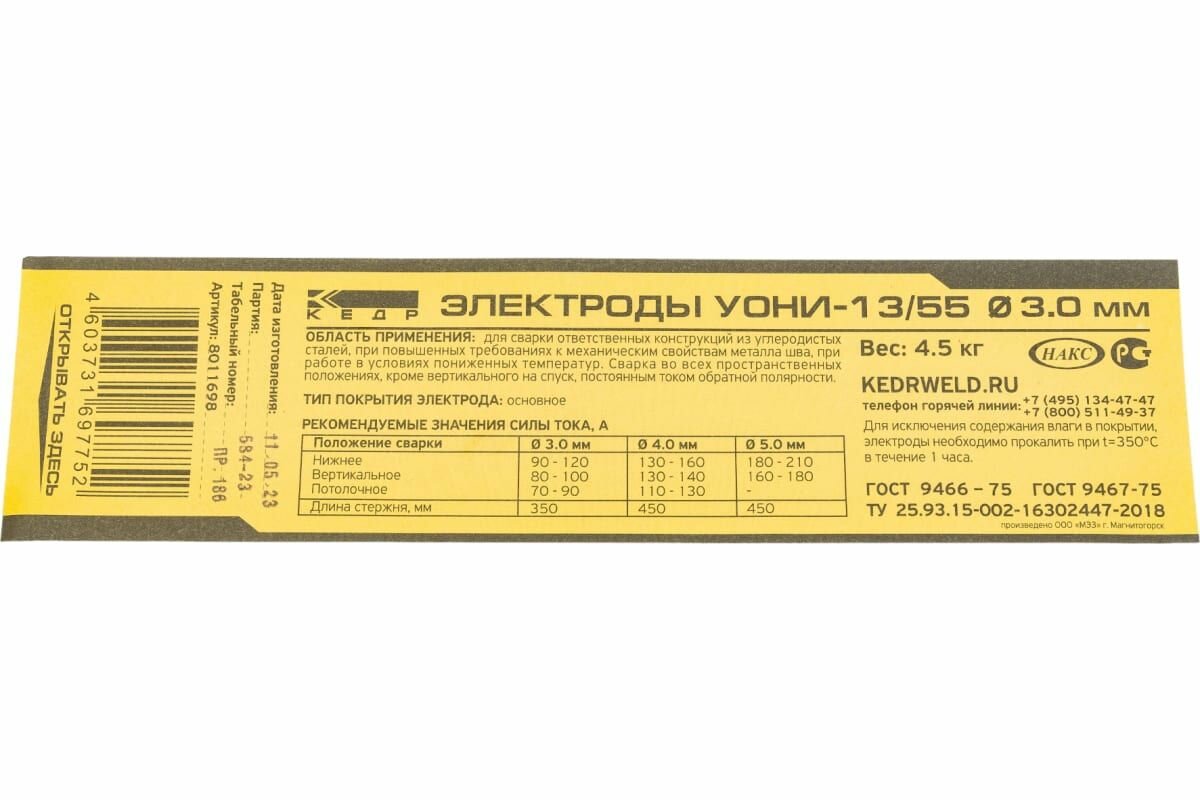 ОТКРЫВАТЬ ЗДЕСЬ
4 603731 697752
Дата изготовления: 11.05.23
Партия: 584-23
Табельный номер: ПР. 186
Артикул: 8011698
КЕДР
ЭЛЕКТРОДЫ УОНИ-13/55 Ø 3.0 мм
ОБЛАСТЬ ПРИМЕНЕНИЯ: для сварки ответственных конструкций из углеродистых
сталей, при повышенных требованиях к механическим свойствам металла шва, при
работе в условиях пониженных температур. Сварка во всех пространственных
положениях, кроме вертикального на спуск, постоянным током обратной полярности.
ТИП ПОКРЫТИЯ ЭЛЕКТРОДА: основное
РЕКОМЕНДУЕМЫЕ ЗНАЧЕНИЯ СИЛЫ ТОКА, А
Положение сварки Ø 3.0 мм Ø 4.0 мм Ø 5.0 мм
Нижнее 90 - 120 130 - 160 180 - 210
Вертикальное 80 - 100 130 - 140 160 - 180
Потолочное 70 - 90 110 - 130 -
Длина стержня, мм 350 450 450
Вес: 4.5 кг
НАКС
РСТ
KEDRWELD.RU
телефон горячей линии: +7 (495) 134-47-47
+7 (800) 511-49-37
Для исключения содержания влаги в покрытии,
электроды необходимо прокалить при t=350°C
в течение 1 часа.
ГОСТ 9466 – 75 ГОСТ 9467-75
ТУ 25.93.15-002-16302447-2018
произведено ООО «МЭЗ» г. Магнитогорск